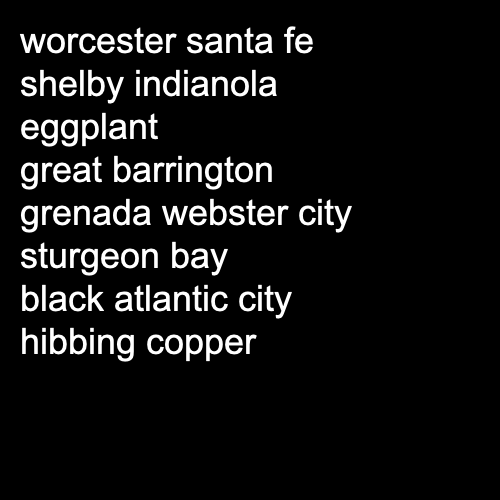 worcester santa fe
shelby indianola
eggplant
great barrington
grenada webster city
sturgeon bay
black atlantic city
hibbing copper